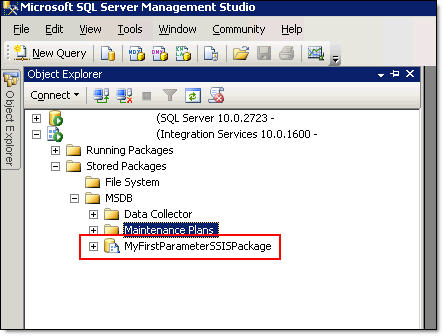 Microsoft SQL Server Management Studio
File Edit View Tools Window Community Help
New Query
Object Explorer
Object Explorer
Connect
(SQL Server 10.0.2723 -
(Integration Services 10.0.1600 -
Running Packages
Stored Packages
File System
MSDB
Data Collector
Maintenance Plans
MyFirstParameterSSISPackage